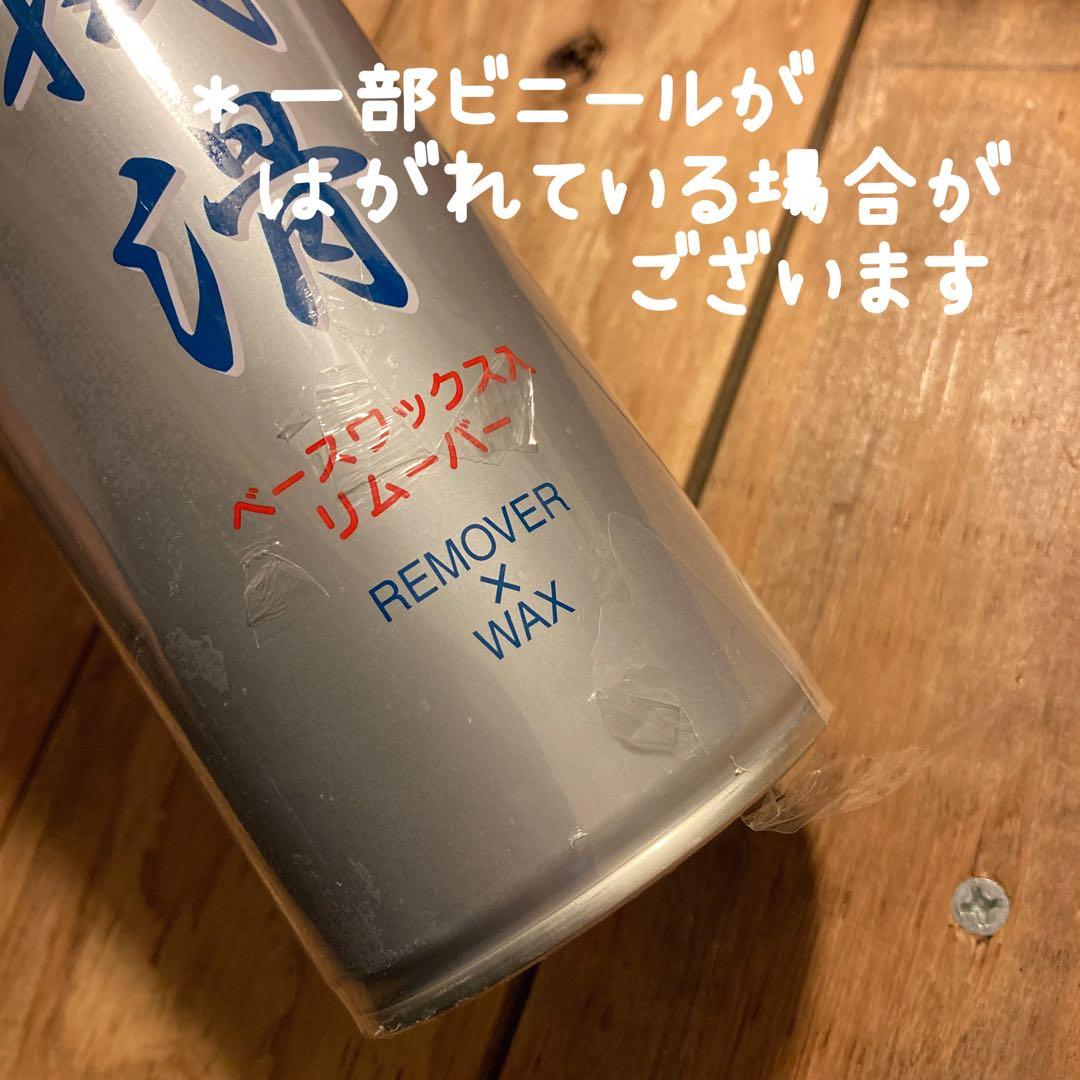 *一部ビニールが
はがれている場合が
ございます
滑
ベースワックス入
リムーバー
REMOVER
×
WAX